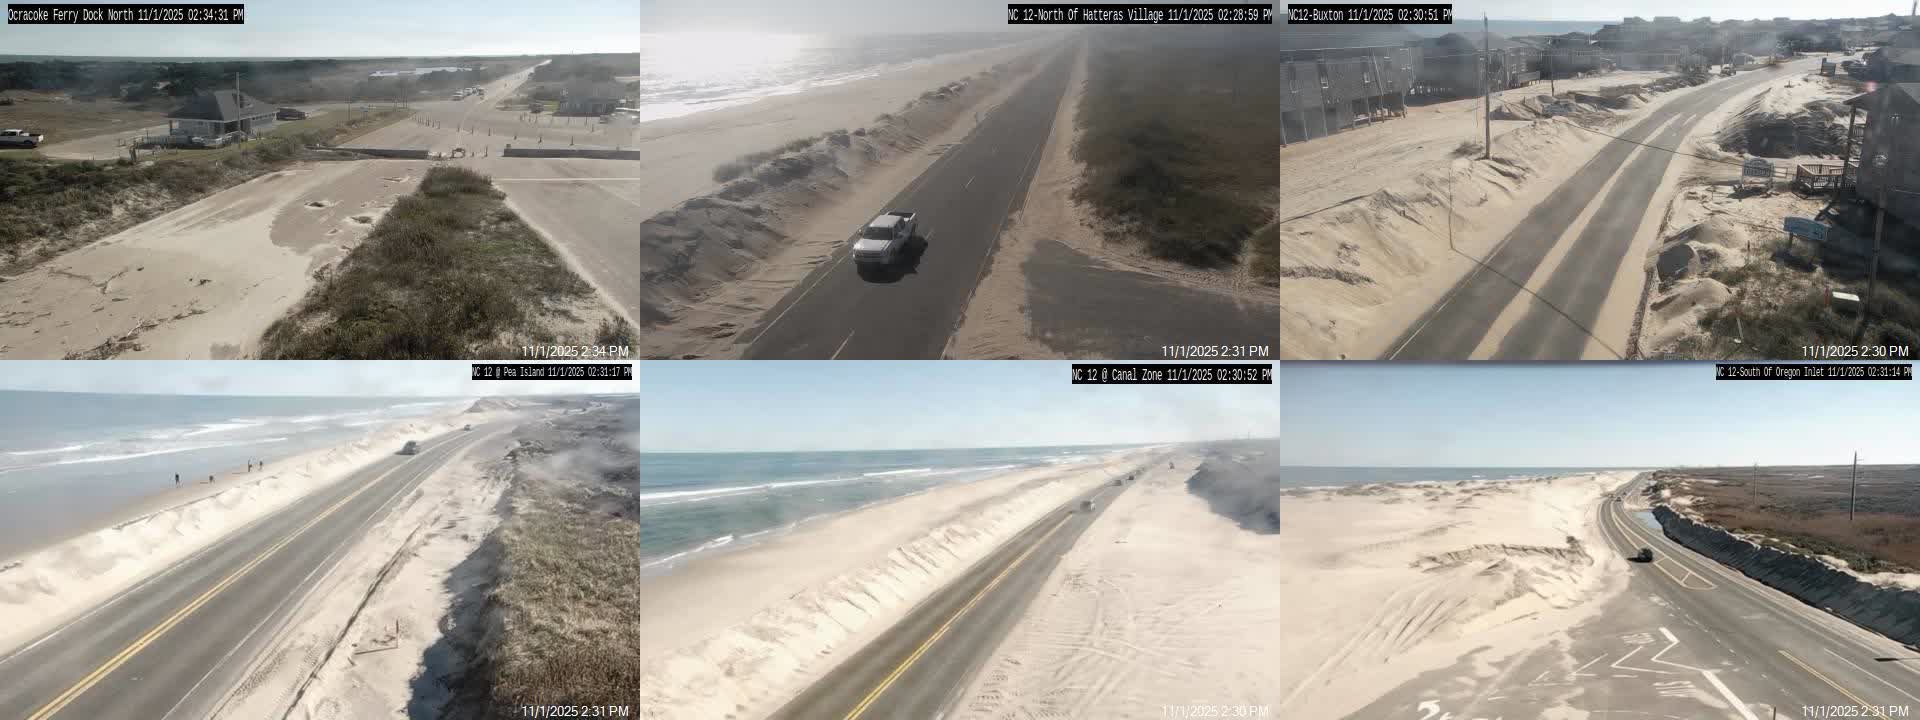 Ocracoke Ferry Dock North 11/1/2025 02:34:31 PM
NC 12-North Of Hatteras Village 11/1/2025 02:28:59 PM
NC12-Buxton 11/1/2025 02:30:51 PM
11/1/2025 2:34 PM
11/1/2025 2:31 PM
11/1/2025 2:30 PM
NC 12 @ Pea Island 11/1/2025 02:31:17 PM
NC 12 @ Canal Zone 11/1/2025 02:30:52 PM
NC 12-South Of Oregon Inlet 11/1/2025 02:31:14 PM
11/1/2025 2:31 PM
11/1/2025 2:30 PM
11/1/2025 2:31 PM